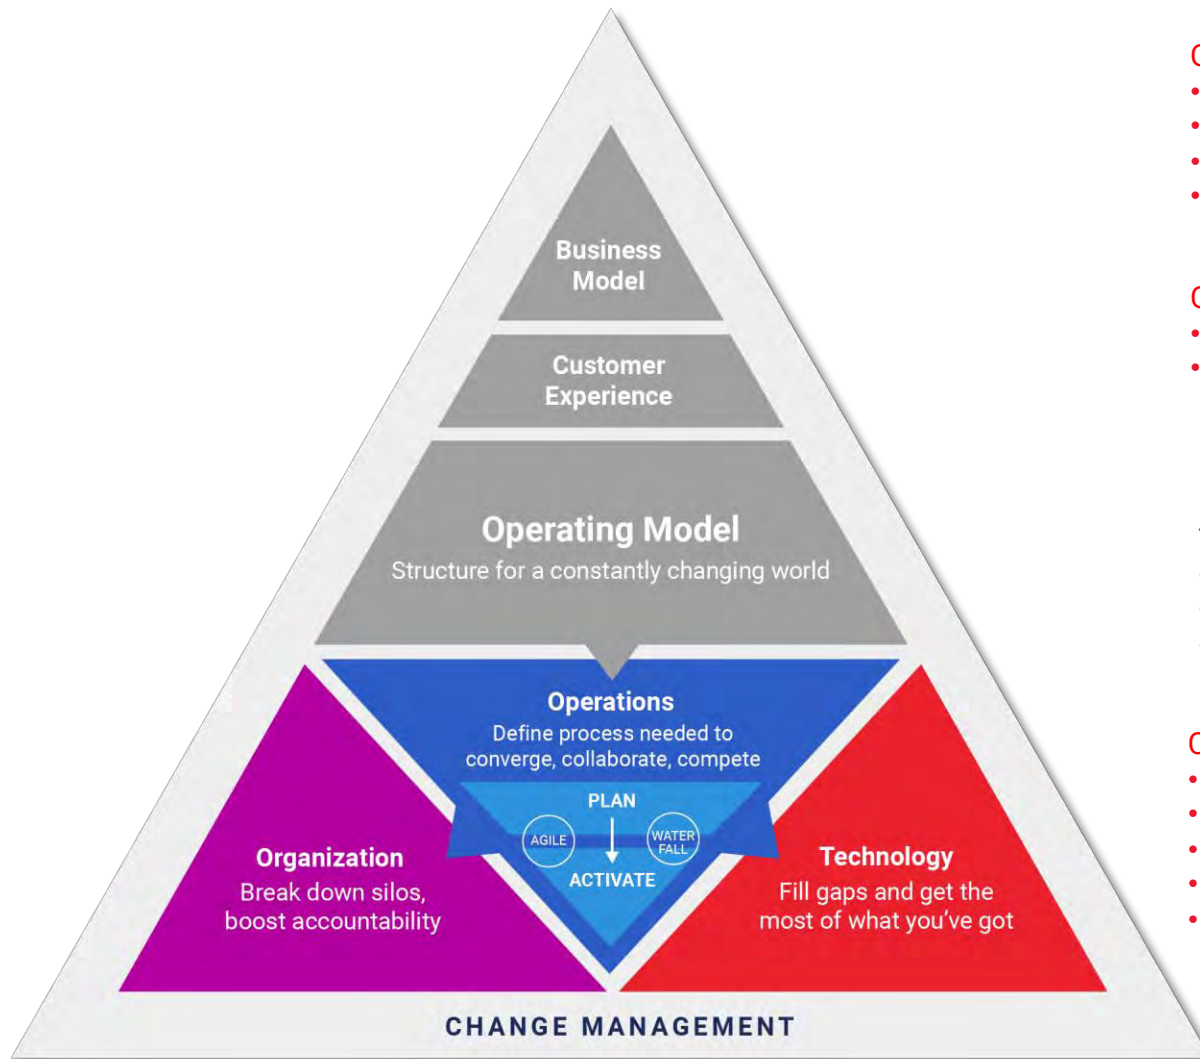 Business
Model
Customer
Experience
Operating Model
Structure for a constantly changing world
Operations
Define process needed to
converge, collaborate, compete
PLAN
AGILE
WATER
FALL
ACTIVATE
Organization
Break down silos,
boost accountability
Technology
Fill gaps and get the
most of what you've got
CHANGE MANAGEMENT